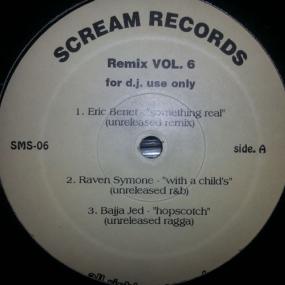 SCREAM RECORDS
Remix VOL. 6
for d.j. use only
1. Eric Benet - "something real"
(unreleased remix)
SMS-06
side. A
2. Raven Symone - "with a child's"
(unreleased r&b)
3. Bajja Jed - "hopscotch"
(unreleased ragga)